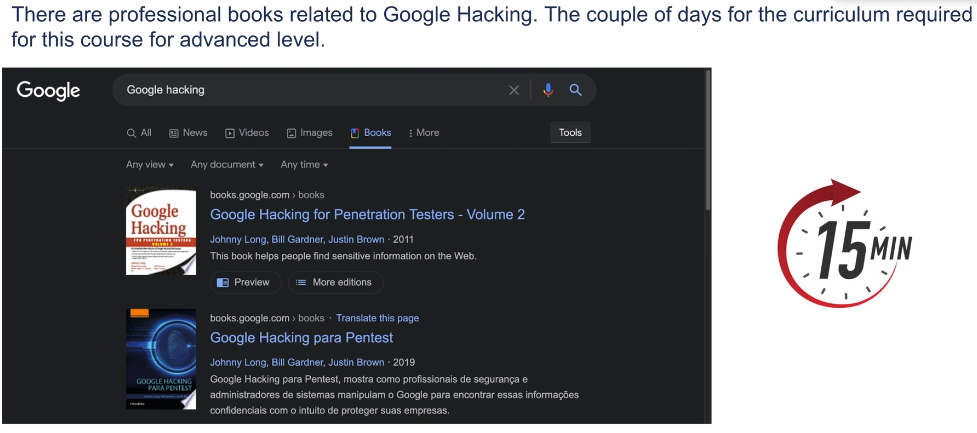 There are professional books related to Google Hacking. The couple of days for the curriculum required
for this course for advanced level.
Google
Google hacking
All News Videos Images Books More Tools
Any view Any document Any time
books.google.com › books
Google Hacking for Penetration Testers - Volume 2
Johnny Long, Bill Gardner, Justin Brown · 2011
This book helps people find sensitive information on the Web.
Preview More editions
Google
Hacking
FOR PENETRATION TESTERS
VOLUME 2
books.google.com › books · Translate this page
Google Hacking para Pentest
Johnny Long, Bill Gardner, Justin Brown · 2019
Google Hacking para Pentest, mostra como profissionais de segurança e
administradores de sistemas manipulam o Google para encontrar essas informações
confidenciais com o intuito de proteger suas empresas.
GOOGLE HACKING
PARA PENTEST
15 MIN